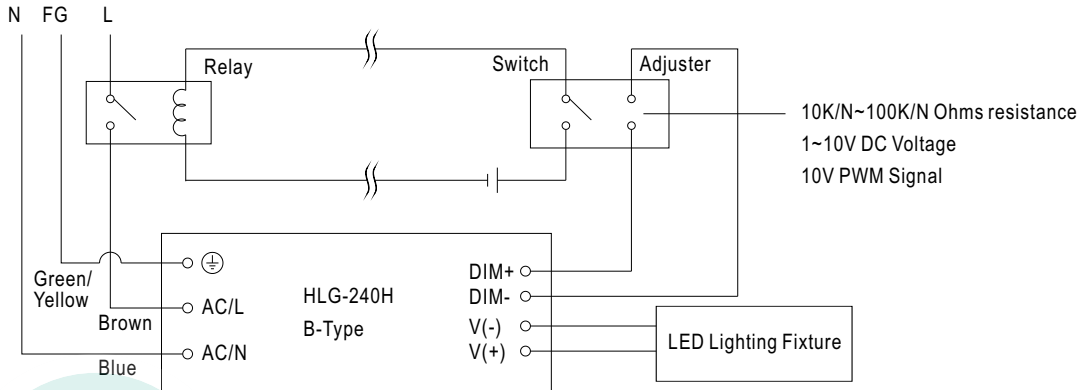 N FG L
Relay
Switch
Adjuster
10K/N~100K/N Ohms resistance
1~10V DC Voltage
10V PWM Signal
Green/
Yellow
Brown
Blue
AC/L
AC/N
HLG-240H
B-Type
DIM+
DIM-
V(-)
V(+)
LED Lighting Fixture